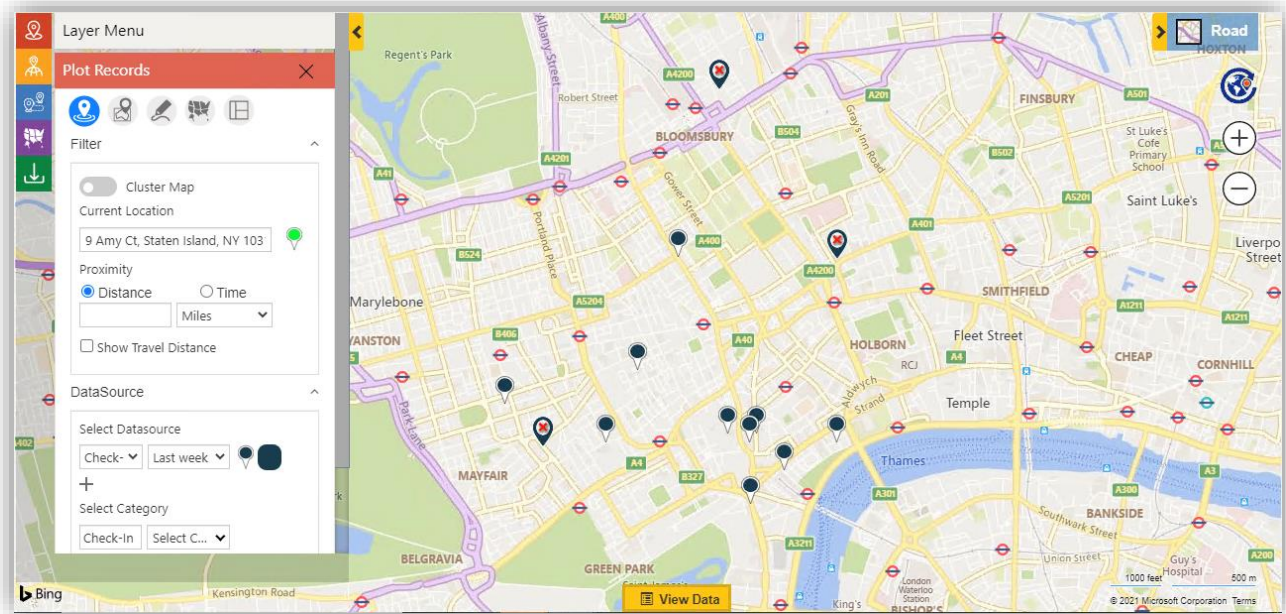 Layer Menu
Plot Records
Filter
Cluster Map
Current Location
9 Amy Ct, Staten Island, NY 103
Proximity
Distance
Time
Miles
Show Travel Distance
DataSource
Select Datasource
Check-
Last week
Select Category
Check-In
Select C...
Bing
Kensington Road
Road
HOXTON
A400
Albany Street
Regent's Park
A4200
Robert Street
A201
FINSBURY
A501
BLOOMSBURY
B504
Gray's Inn Road
St Luke's
Cofe
Primary
School
B502
A4201
A41
Gower Street
A5201
Saint Luke's
Portland Place
A401
A400
B524
A4200
Liverpo
Street
SMITHFIELD
Marylebone
A5204
A1211
A1211
YANSTON
B406
A40
HOLBORN
Fleet Street
RCJ
A4
CHEAP
CORNHILL
Aldwych
Strand
Temple
Park Lane
A402
A4
Thames
MAYFAIR
B327
A301
A3
A300
BANKSIDE
Southwark Street
A3211
Union Street
Guy's
Hospital
A200
BELGRAVIA
GREEN PARK
London
Waterloo
Station
King's
BISHOP'S
View Data
1000 feet
500 m
© 2021 Microsoft Corporation Terms